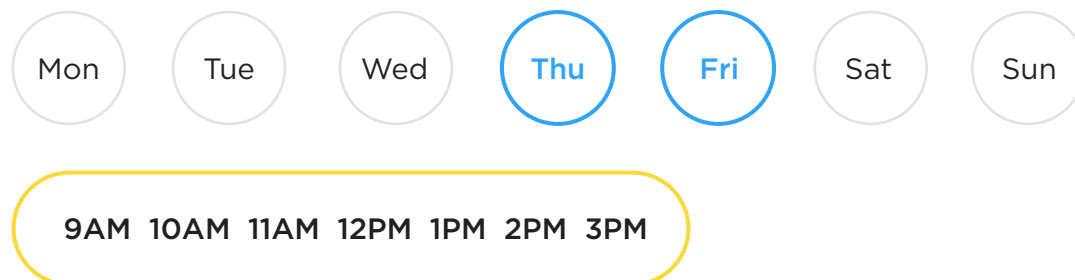 Mon Tue Wed Thu Fri Sat Sun
9AM 10AM 11AM 12PM 1PM 2PM 3PM